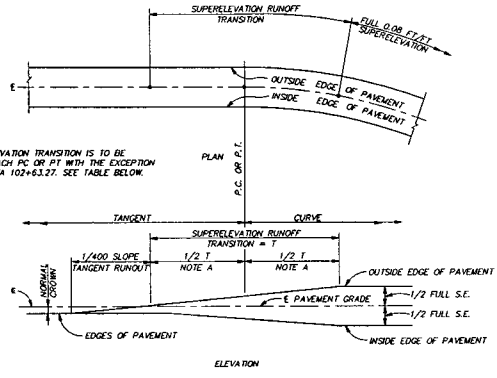 SUPERELEVATION RUNOFF
TRANSITION
FULL 0.08 FT/FT
SUPERELEVATION
OUTSIDE EDGE OF PAVEMENT
INSIDE EDGE OF PAVEMENT
VATION TRANSITION IS TO BE
ACH PC OR PT WITH THE EXCEPTION
A 102+63.27. SEE TABLE BELOW.
PLAN
P.C. OR P.T.
TANGENT
CURVE
SUPERELEVATION RUNOFF
TRANSITION = T
1/400 SLOPE
TANGENT RUNOUT
1/2 T
NOTE A
1/2 T
NOTE A
NORMAL
CROWN
OUTSIDE EDGE OF PAVEMENT
℄ PAVEMENT GRADE
1/2 FULL S.E.
1/2 FULL S.E.
EDGES OF PAVEMENT
INSIDE EDGE OF PAVEMENT
ELEVATION